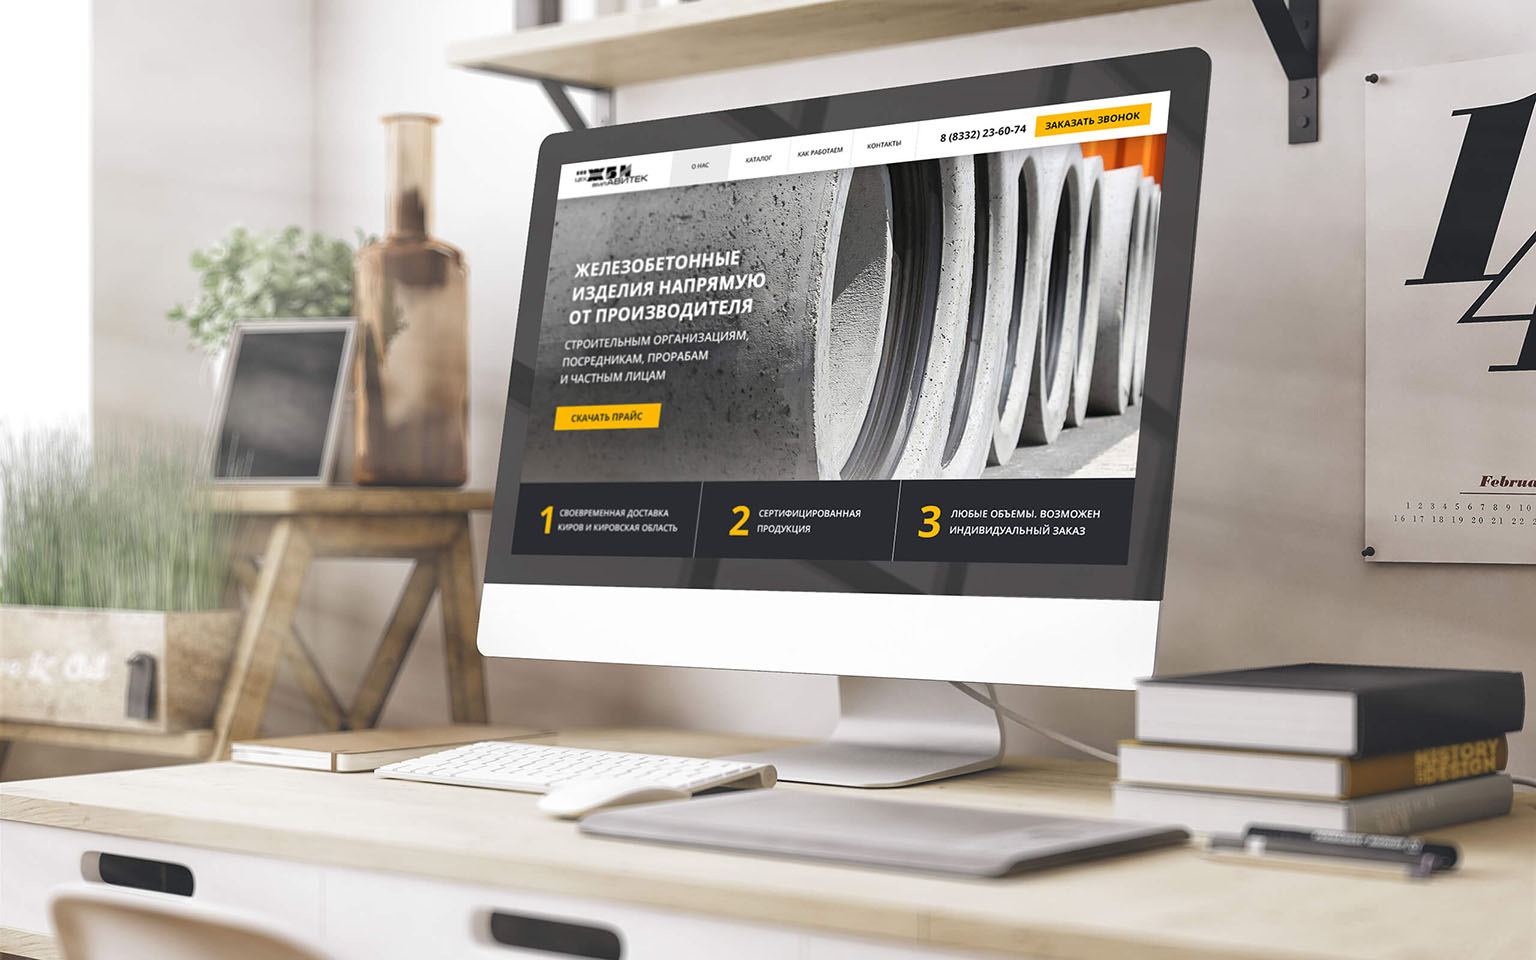 ЦЕХ ЖБИ
ВМП АВИТЕК
О НАС
КАТАЛОГ
КАК РАБОТАЕМ
КОНТАКТЫ
8 (8332) 23-60-74
ЗАКАЗАТЬ ЗВОНОК
ЖЕЛЕЗОБЕТОННЫЕ
ИЗДЕЛИЯ НАПРЯМУЮ
ОТ ПРОИЗВОДИТЕЛЯ
СТРОИТЕЛЬНЫМ ОРГАНИЗАЦИЯМ,
ПОСРЕДНИКАМ, ПРОРАБАМ
И ЧАСТНЫМ ЛИЦАМ
СКАЧАТЬ ПРАЙС
1 СВОЕВРЕМЕННАЯ ДОСТАВКА
КИРОВ И КИРОВСКАЯ ОБЛАСТЬ
2 СЕРТИФИЦИРОВАННАЯ
ПРОДУКЦИЯ
3 ЛЮБЫЕ ОБЪЕМЫ. ВОЗМОЖЕН
ИНДИВИДУАЛЬНЫЙ ЗАКАЗ
14
Februa
1 2 3 4 5 6 7 8 9 10
16 17 18 19 20 21 22
HISTORY
DESIGN